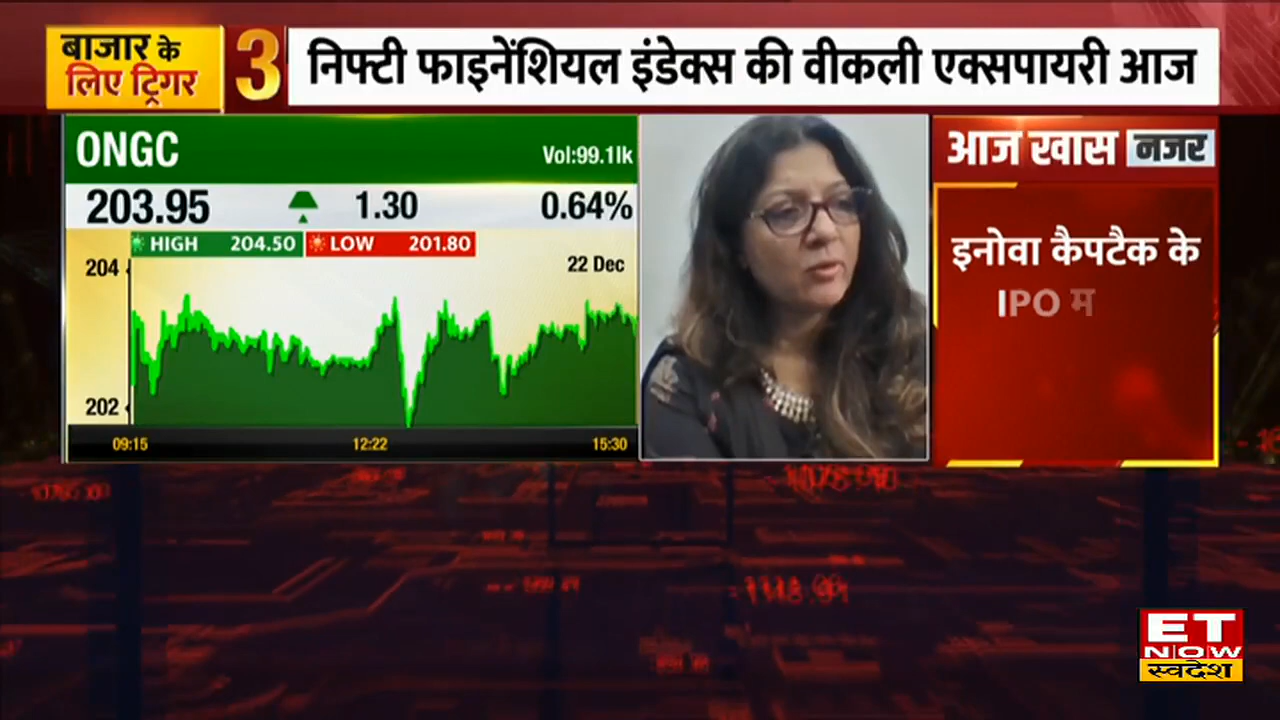 बाजार के
लिए ट्रिगर
3
निफ्टी फाइनेंशियल इंडेक्स की वीकली एक्सपायरी आज
ONGC
Vol:99.1lk
203.95 1.30 0.64%
HIGH 204.50 LOW 201.80
22 Dec
204
202
09:15 12:22 15:30
आज खास नजर
इनोवा कैपटैक के
IPO म
ET
NOW
स्वदेश